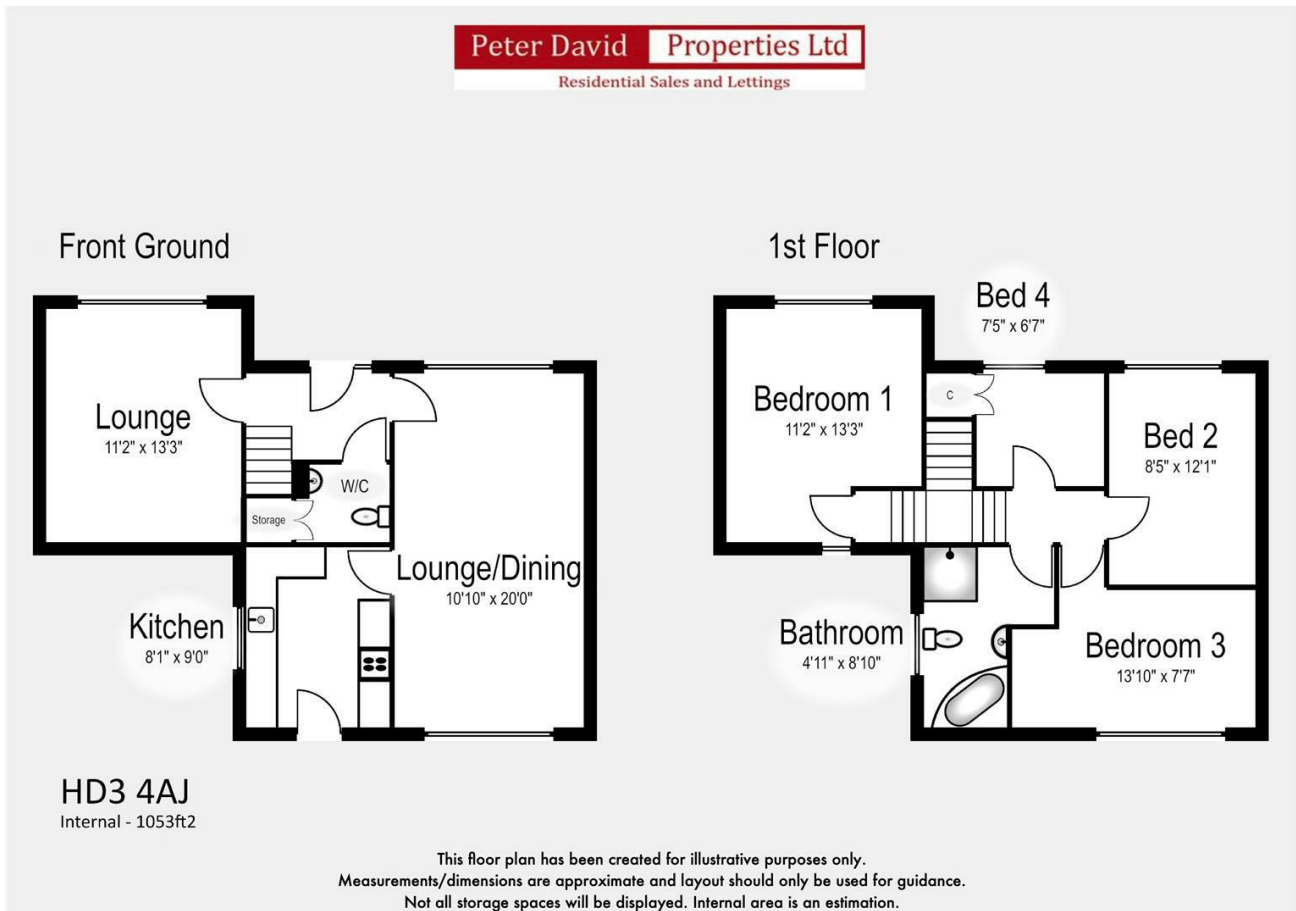 Peter David Properties Ltd
Residential Sales and Lettings
Front Ground
1st Floor
Lounge
11'2" x 13'3"
W/C
Storage
Lounge/Dining
10'10" x 20'0"
Kitchen
8'1" x 9'0"
Bed 4
7'5" x 6'7"
Bedroom 1
11'2" x 13'3"
C
Bed 2
8'5" x 12'1"
Bathroom
4'11" x 8'10"
Bedroom 3
13'10" x 7'7"
HD3 4AJ
Internal - 1053ft2
This floor plan has been created for illustrative purposes only.
Measurements/dimensions are approximate and layout should only be used for guidance.
Not all storage spaces will be displayed. Internal area is an estimation.